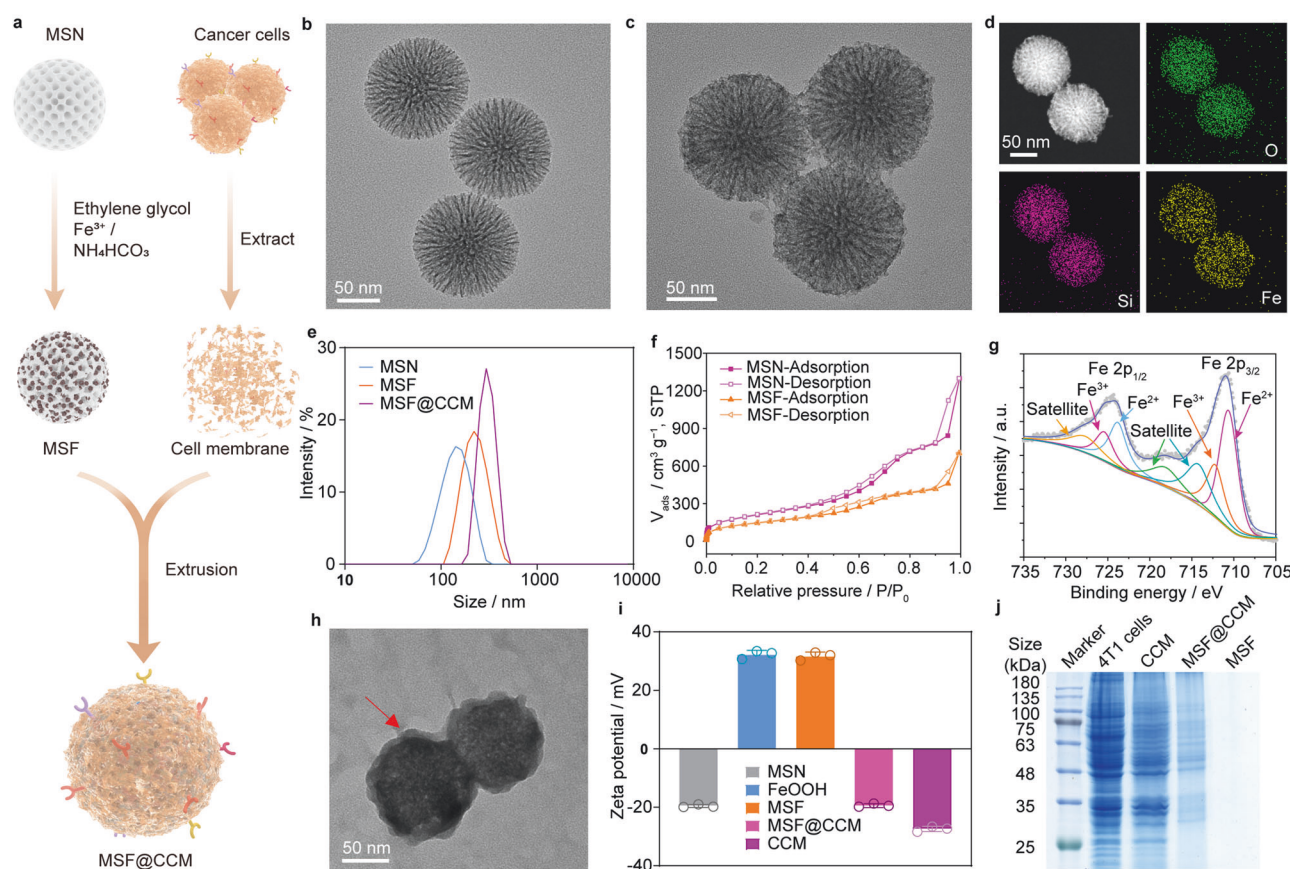 a
MSN
Cancer cells
Ethylene glycol
Fe³⁺ /
NH₄HCO₃
Extract
MSF
Cell membrane
Extrusion
MSF@CCM
b
50 nm
c
50 nm
d
50 nm
O
Si
Fe
e
30
20
10
0
Intensity / %
MSN
MSF
MSF@CCM
10
100
1000
10000
Size / nm
f
1500
1200
900
600
300
0
V_ads / cm³ g⁻¹, STP
MSN-Adsorption
MSN-Desorption
MSF-Adsorption
MSF-Desorption
0.0
0.2
0.4
0.6
0.8
1.0
Relative pressure / P/P₀
g
Intensity / a.u.
Fe 2p₁/₂
Fe 2p₃/₂
Fe³⁺
Fe²⁺
Satellite
Satellite
Fe³⁺
Fe²⁺
735
730
725
720
715
710
705
Binding energy / eV
h
50 nm
i
40
20
0
-20
-40
Zeta potential / mV
MSN
FeOOH
MSF
MSF@CCM
CCM
j
Size
(kDa)
Marker
4T1 cells
CCM
MSF@CCM
MSF
180
135
100
75
63
48
35
25